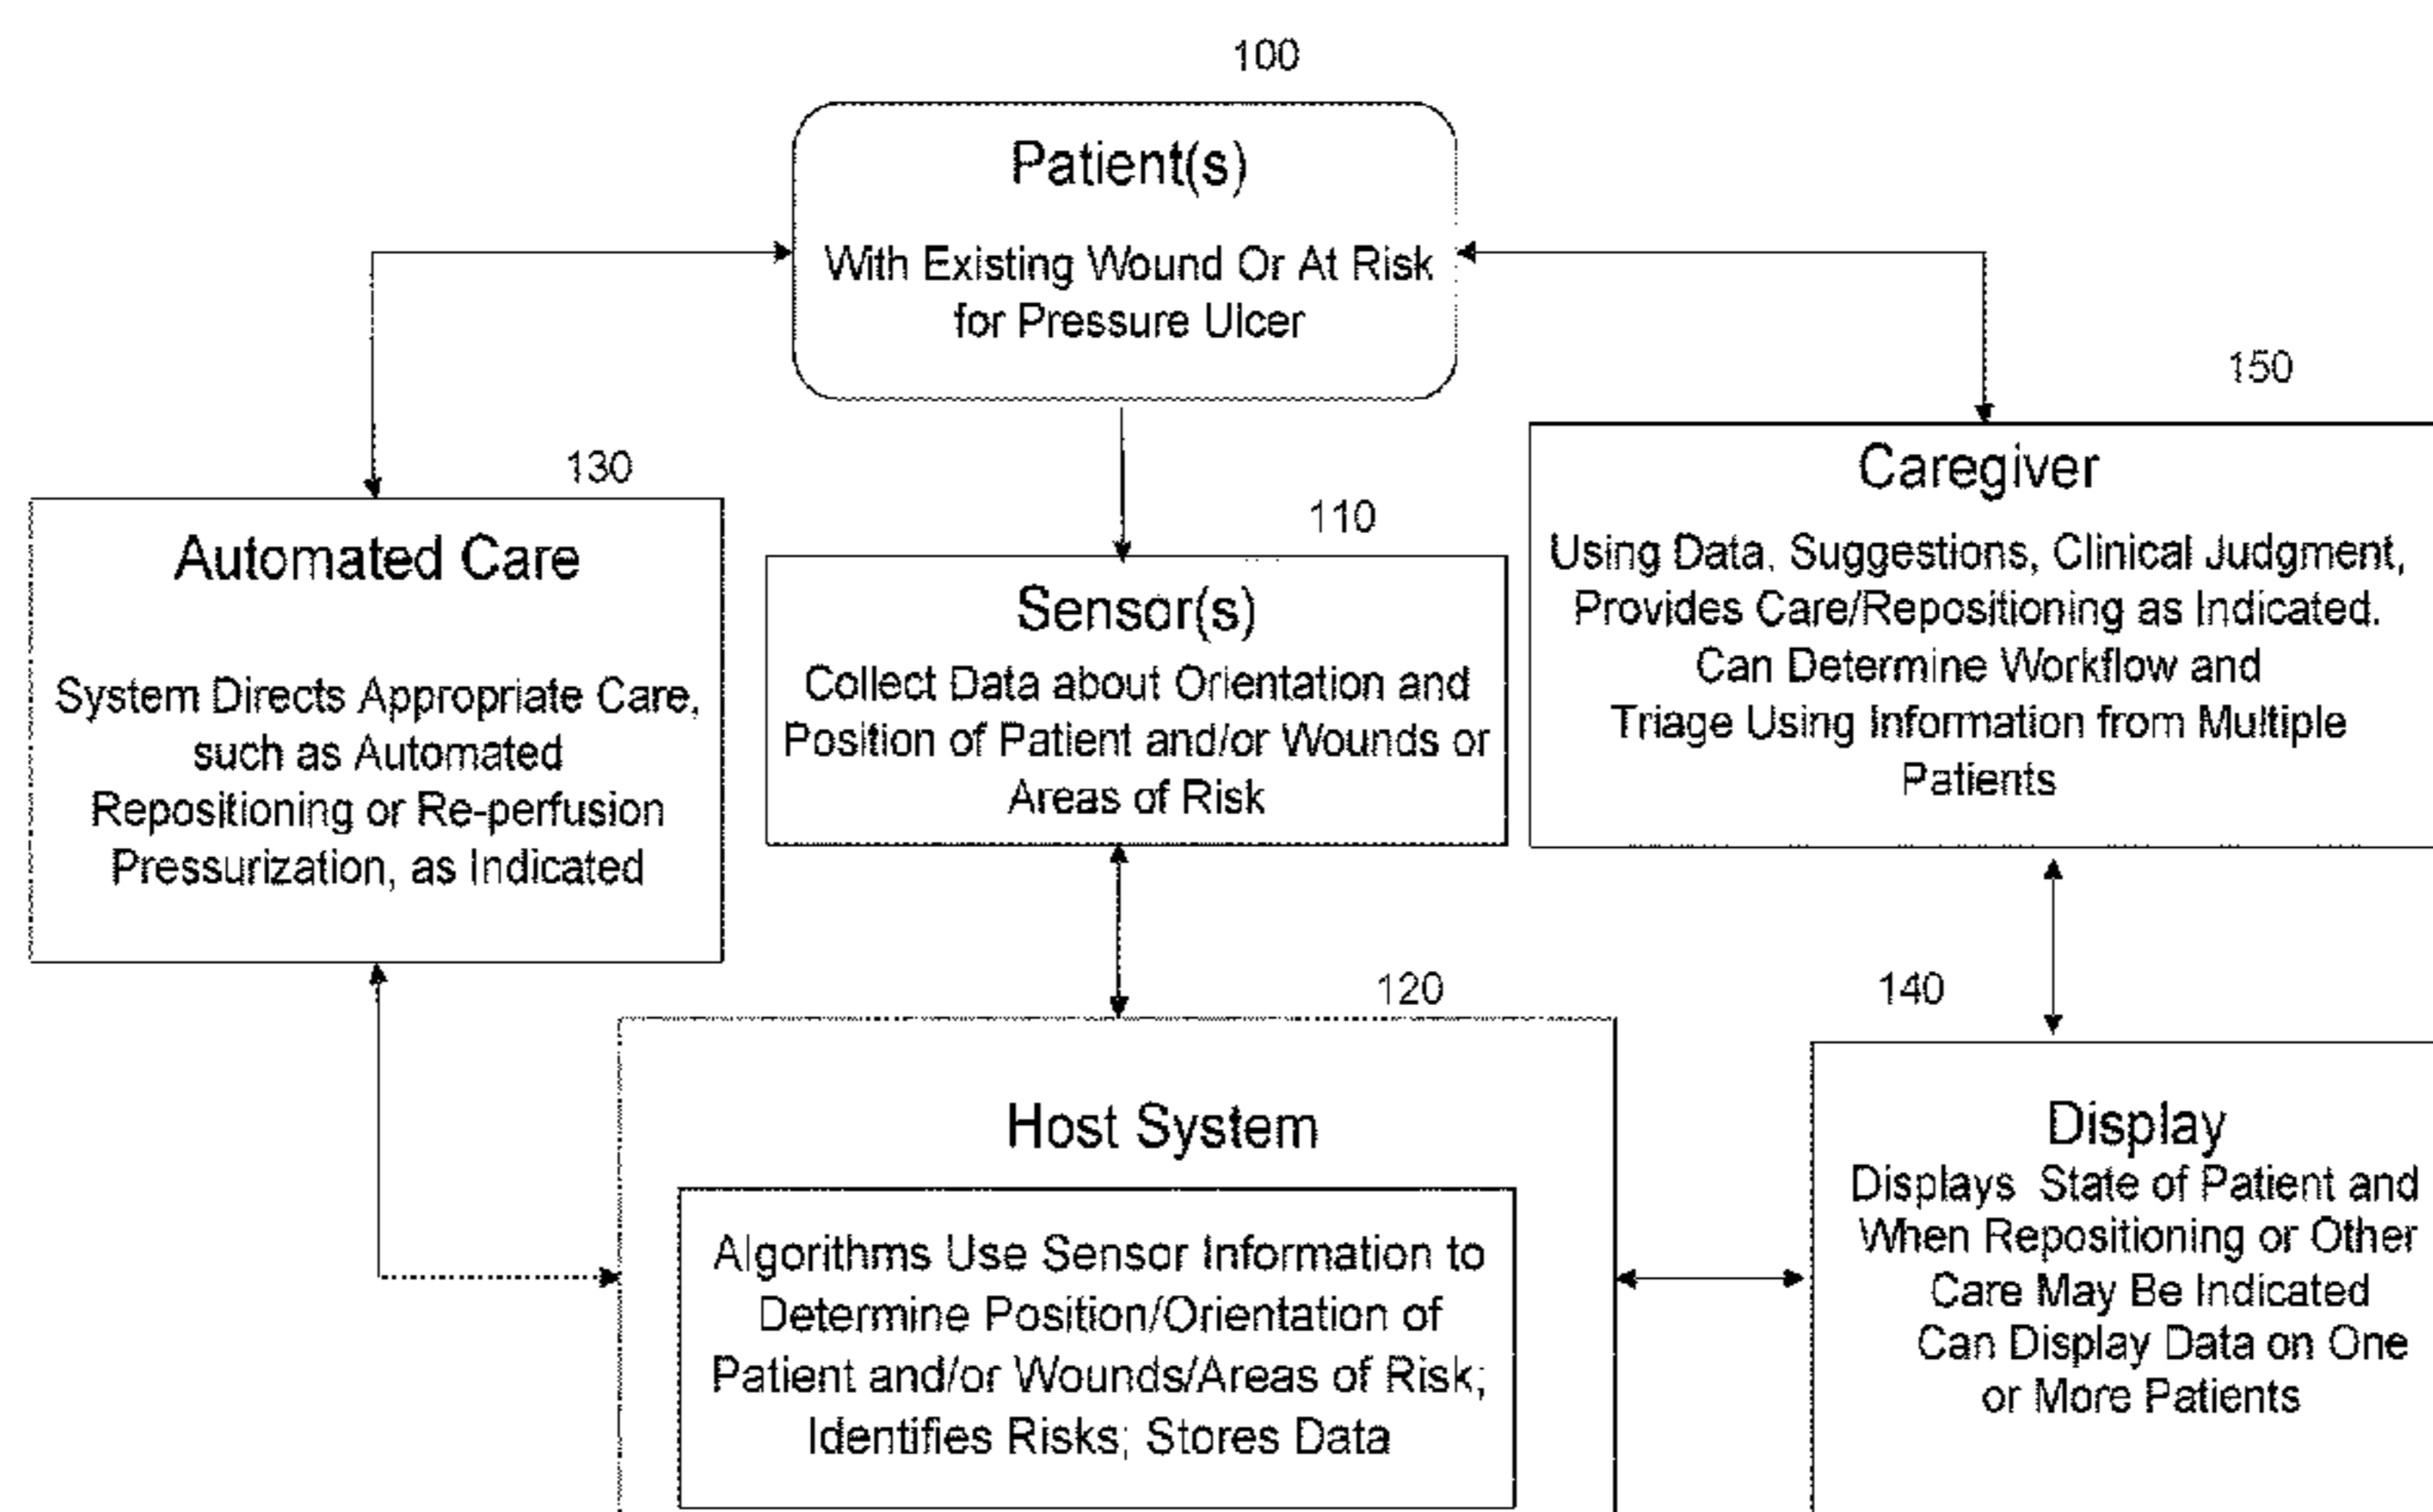 100
Patient(s)
With Existing Wound Or At Risk
for Pressure Ulcer
130
Automated Care
System Directs Appropriate Care,
such as Automated
Repositioning or Re-perfusion
Pressurization, as Indicated
110
Sensor(s)
Collect Data about Orientation and
Position of Patient and/or Wounds or
Areas of Risk
150
Caregiver
Using Data, Suggestions, Clinical Judgment,
Provides Care/Repositioning as Indicated.
Can Determine Workflow and
Triage Using Information from Multiple
Patients
120
Host System
Algorithms Use Sensor Information to
Determine Position/Orientation of
Patient and/or Wounds/Areas of Risk;
Identifies Risks; Stores Data
140
Display
Displays State of Patient and
When Repositioning or Other
Care May Be Indicated
Can Display Data on One
or More Patients